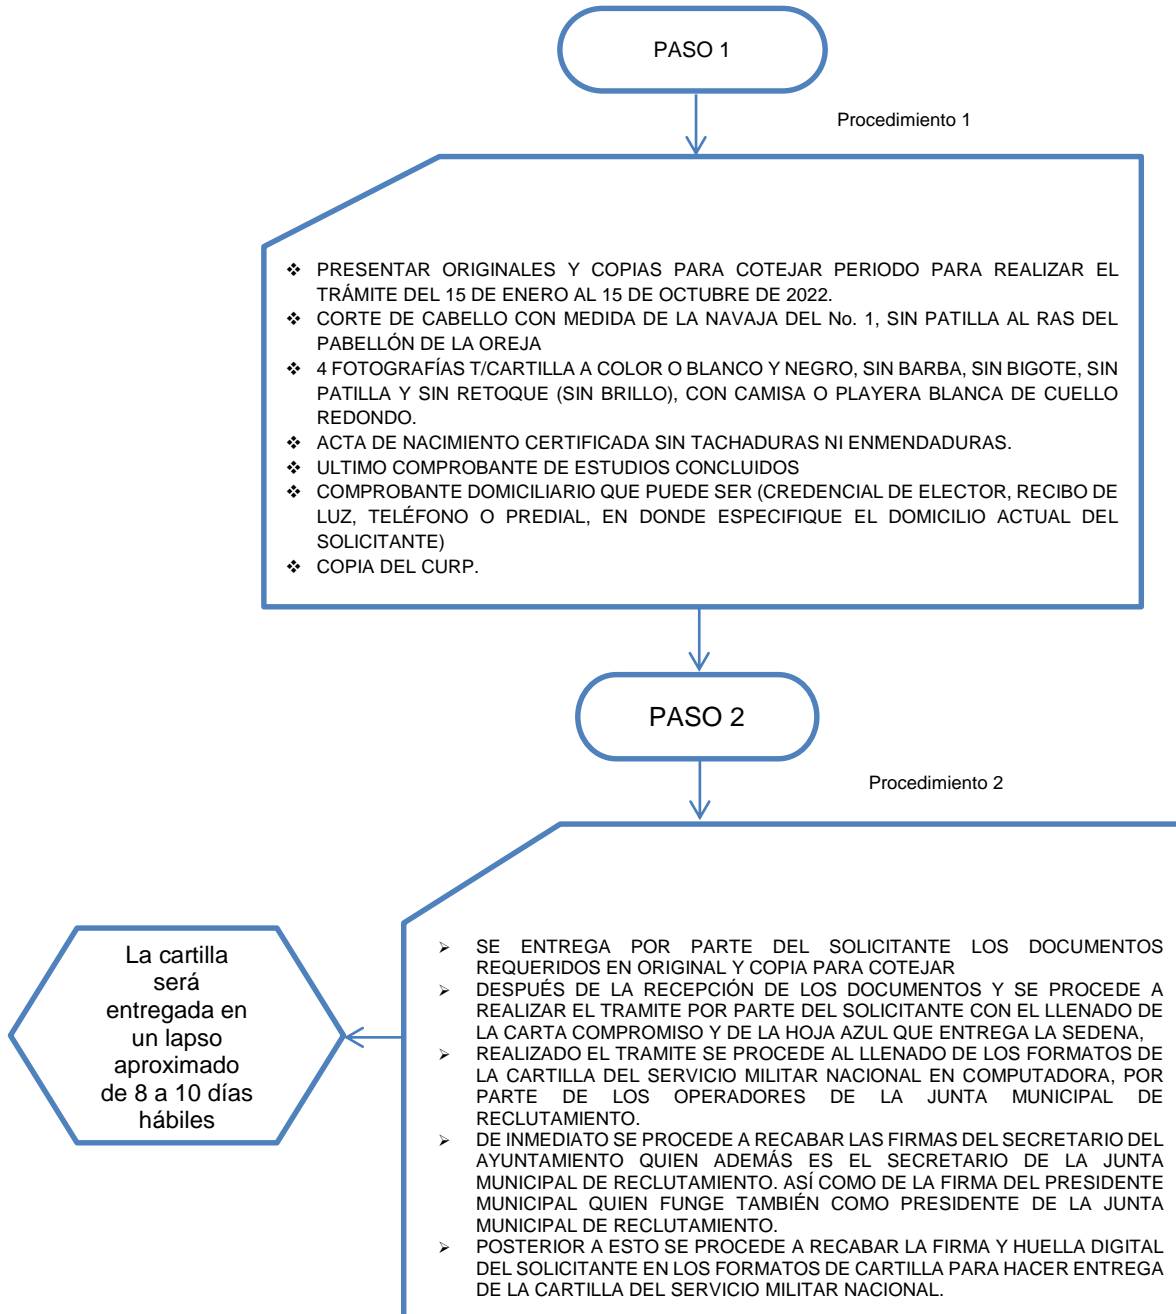 PASO 1
Procedimiento 1
❖ PRESENTAR ORIGINALES Y COPIAS PARA COTEJAR PERIODO PARA REALIZAR EL
TRÁMITE DEL 15 DE ENERO AL 15 DE OCTUBRE DE 2022.
❖ CORTE DE CABELLO CON MEDIDA DE LA NAVAJA DEL No. 1, SIN PATILLA AL RAS DEL
PABELLÓN DE LA OREJA
❖ 4 FOTOGRAFÍAS T/CARTILLA A COLOR O BLANCO Y NEGRO, SIN BARBA, SIN BIGOTE, SIN
PATILLA Y SIN RETOQUE (SIN BRILLO), CON CAMISA O PLAYERA BLANCA DE CUELLO
REDONDO.
❖ ACTA DE NACIMIENTO CERTIFICADA SIN TACHADURAS NI ENMENDADURAS.
❖ ULTIMO COMPROBANTE DE ESTUDIOS CONCLUIDOS
❖ COMPROBANTE DOMICILIARIO QUE PUEDE SER (CREDENCIAL DE ELECTOR, RECIBO DE
LUZ, TELÉFONO O PREDIAL, EN DONDE ESPECIFIQUE EL DOMICILIO ACTUAL DEL
SOLICITANTE)
❖ COPIA DEL CURP.
PASO 2
Procedimiento 2
➢ SE ENTREGA POR PARTE DEL SOLICITANTE LOS DOCUMENTOS
REQUERIDOS EN ORIGINAL Y COPIA PARA COTEJAR
➢ DESPUÉS DE LA RECEPCIÓN DE LOS DOCUMENTOS Y SE PROCEDE A
REALIZAR EL TRAMITE POR PARTE DEL SOLICITANTE CON EL LLENADO DE
LA CARTA COMPROMISO Y DE LA HOJA AZUL QUE ENTREGA LA SEDENA,
➢ REALIZADO EL TRAMITE SE PROCEDE AL LLENADO DE LOS FORMATOS DE
LA CARTILLA DEL SERVICIO MILITAR NACIONAL EN COMPUTADORA, POR
PARTE DE LOS OPERADORES DE LA JUNTA MUNICIPAL DE
RECLUTAMIENTO.
➢ DE INMEDIATO SE PROCEDE A RECABAR LAS FIRMAS DEL SECRETARIO DEL
AYUNTAMIENTO QUIEN ADEMÁS ES EL SECRETARIO DE LA JUNTA
MUNICIPAL DE RECLUTAMIENTO. ASÍ COMO DE LA FIRMA DEL PRESIDENTE
MUNICIPAL QUIEN FUNGE TAMBIÉN COMO PRESIDENTE DE LA JUNTA
MUNICIPAL DE RECLUTAMIENTO.
➢ POSTERIOR A ESTO SE PROCEDE A RECABAR LA FIRMA Y HUELLA DIGITAL
DEL SOLICITANTE EN LOS FORMATOS DE CARTILLA PARA HACER ENTREGA
DE LA CARTILLA DEL SERVICIO MILITAR NACIONAL.
La cartilla
será
entregada en
un lapso
aproximado
de 8 a 10 días
hábiles